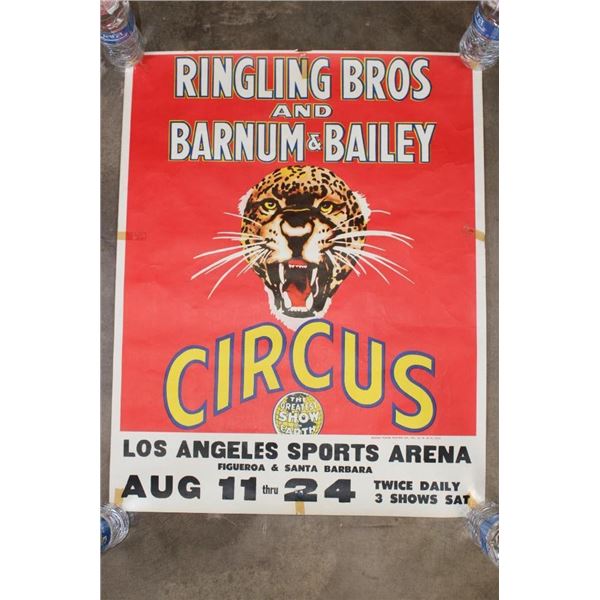 RINGLING BROS
AND
BARNUM & BAILEY
CIRCUS
THE
GREATEST
SHOW
ON
EARTH
LOS ANGELES SPORTS ARENA
FIGUEROA & SANTA BARBARA
AUG 11 thru 24
TWICE DAILY
3 SHOWS SAT